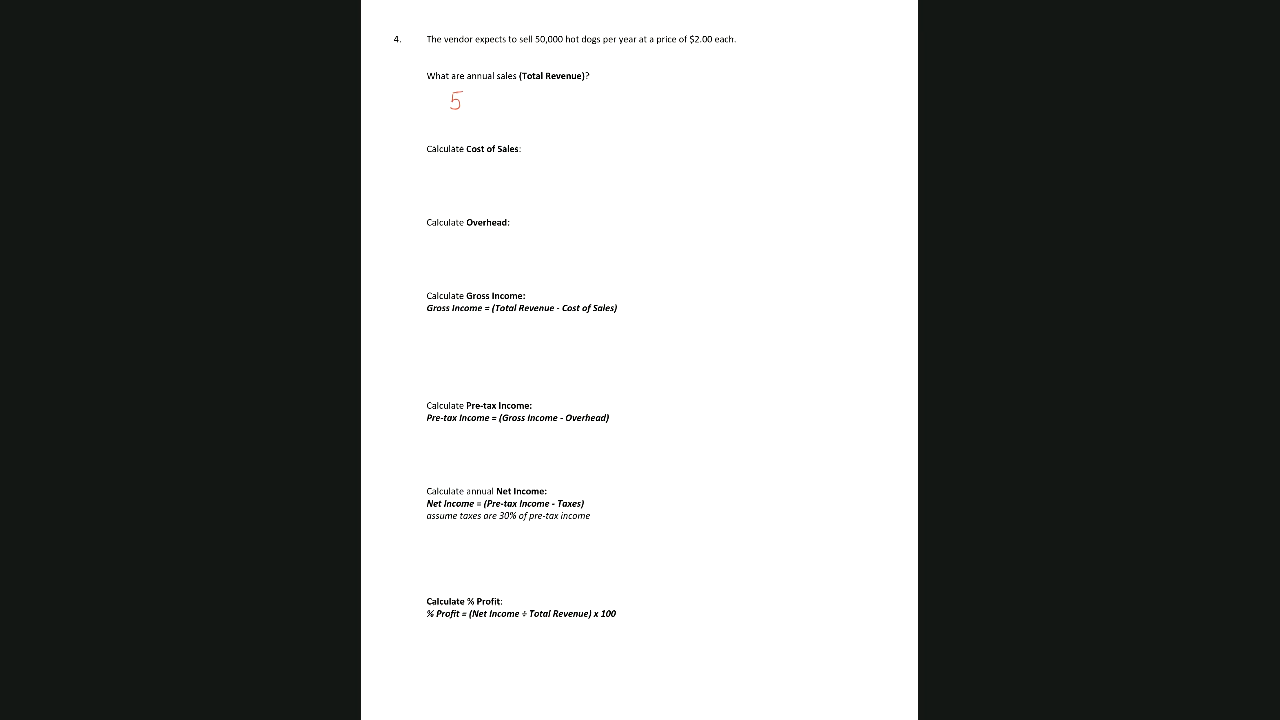 4. The vendor expects to sell 50,000 hot dogs per year at a price of $2.00 each.
What are annual sales (Total Revenue)?
5
Calculate Cost of Sales:
Calculate Overhead:
Calculate Gross Income:
Gross Income = (Total Revenue - Cost of Sales)
Calculate Pre-tax Income:
Pre-tax Income = (Gross Income - Overhead)
Calculate annual Net Income:
Net Income = (Pre-tax Income - Taxes)
assume taxes are 30% of pre-tax income
Calculate % Profit:
% Profit = (Net Income ÷ Total Revenue) x 100